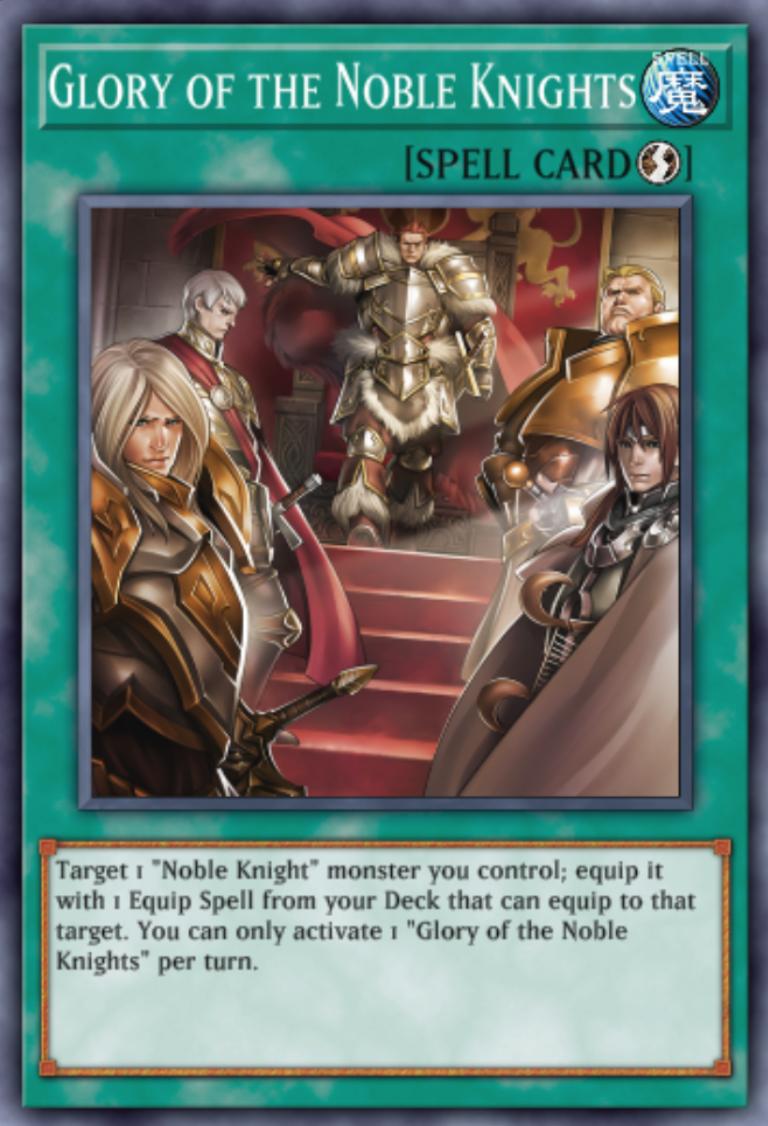 GLORY OF THE NOBLE KNIGHTS
SPELL
魔
[SPELL CARD]
Target 1 "Noble Knight" monster you control; equip it
with 1 Equip Spell from your Deck that can equip to that
target. You can only activate 1 "Glory of the Noble
Knights" per turn.